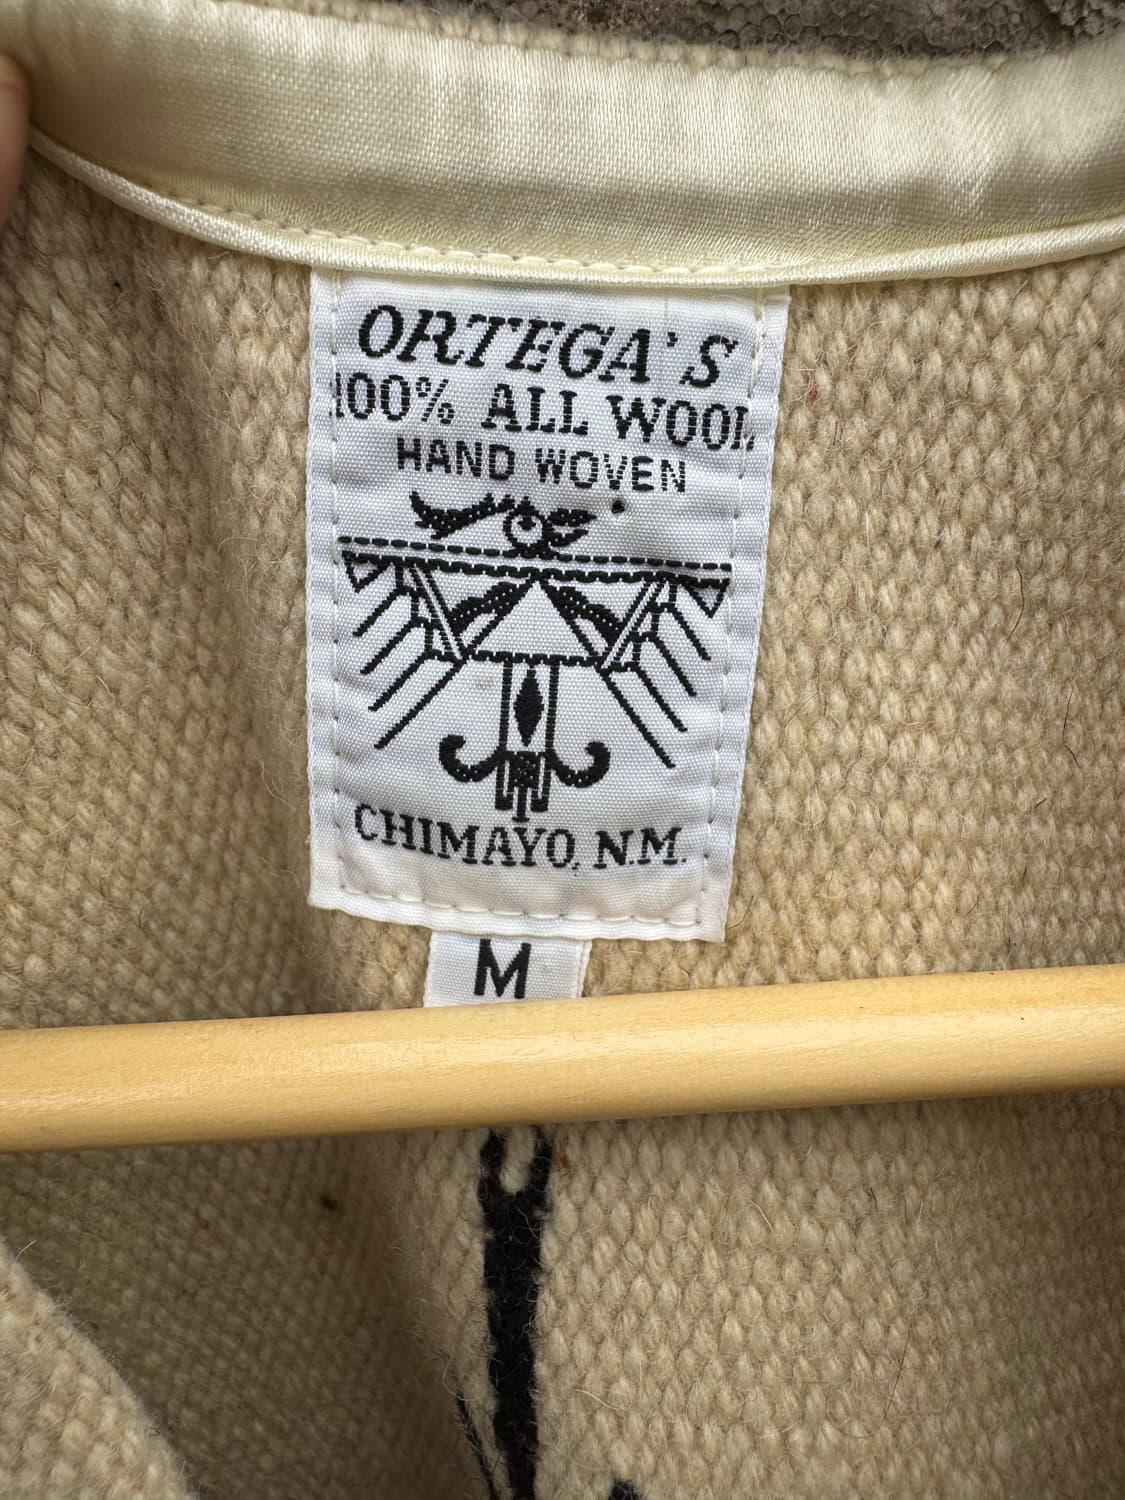 ORTEGA'S
100% ALL WOOL
HAND WOVEN
CHIMAYO, N.M.
M